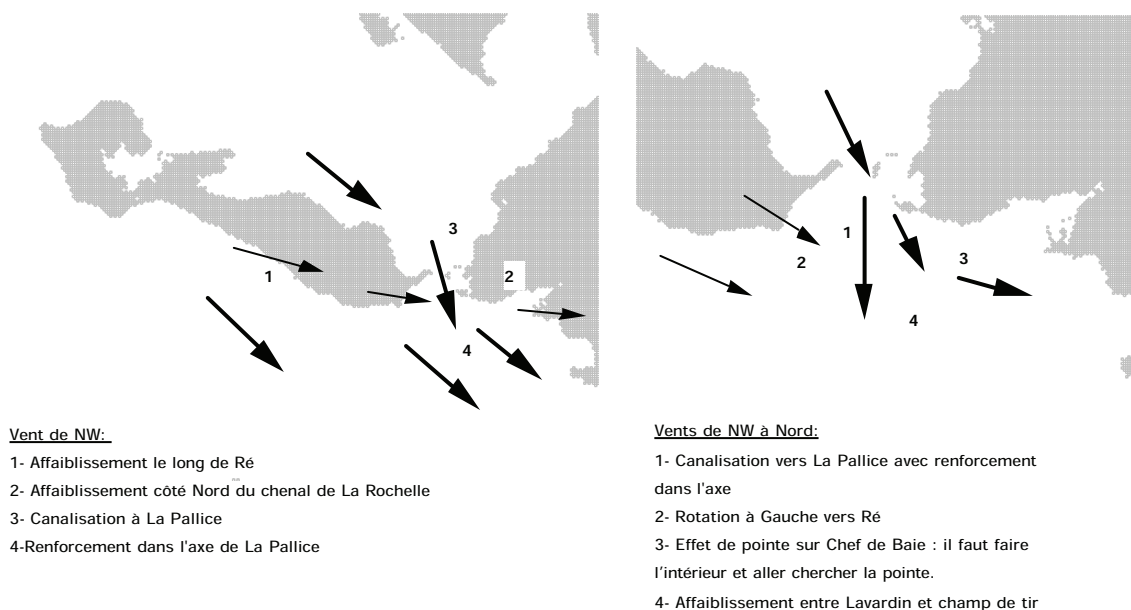 3
1
2
4
Vent de NW:
1- Affaiblissement le long de Ré
2- Affaiblissement côté Nord du chenal de La Rochelle
3- Canalisation à La Pallice
4-Renforcement dans l'axe de La Pallice
1
2
3
4
Vents de NW à Nord:
1- Canalisation vers La Pallice avec renforcement
dans l'axe
2- Rotation à Gauche vers Ré
3- Effet de pointe sur Chef de Baie : il faut faire
l'intérieur et aller chercher la pointe.
4- Affaiblissement entre Lavardin et champ de tir